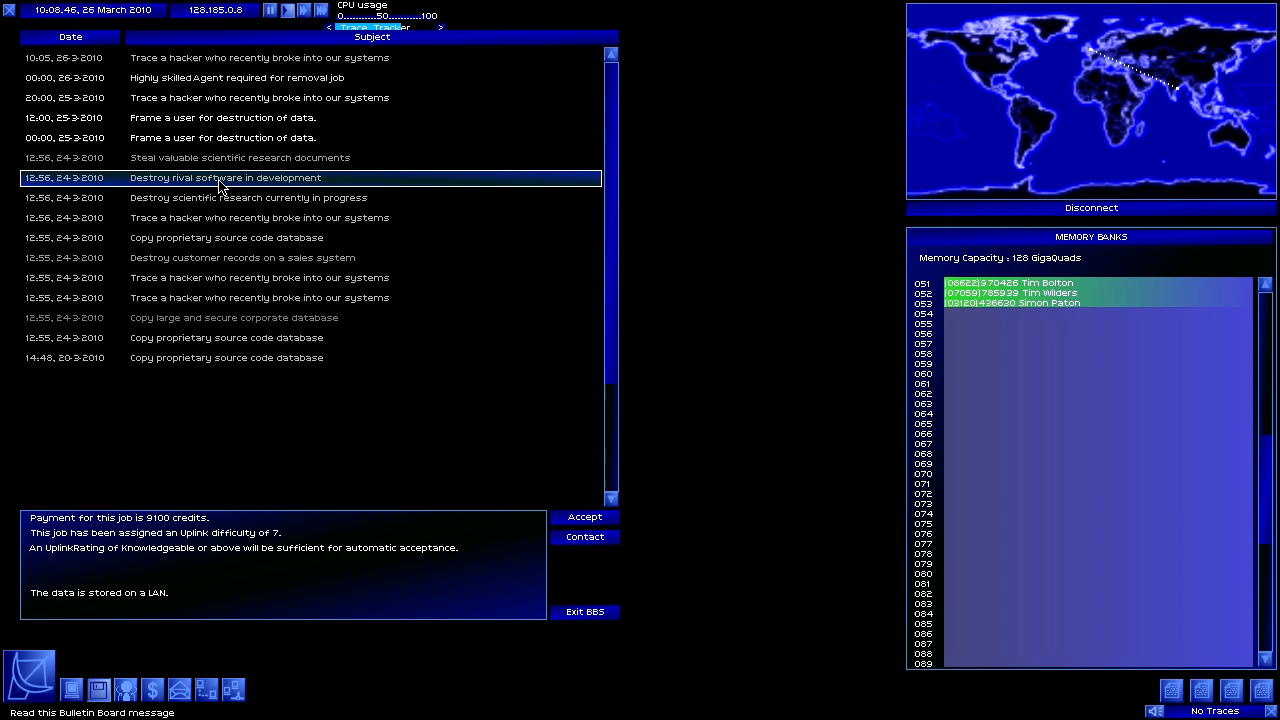 10:08.46, 26 March 2010
128.185.0.8
CPU usage
0...........50...........100
< Trace_Tracker >
Date
Subject
10:05, 26-3-2010 Trace a hacker who recently broke into our systems
00:00, 26-3-2010 Highly skilled Agent required for removal job
20:00, 25-3-2010 Trace a hacker who recently broke into our systems
12:00, 25-3-2010 Frame a user for destruction of data.
00:00, 25-3-2010 Frame a user for destruction of data.
12:56, 24-3-2010 Steal valuable scientific research documents
12:56, 24-3-2010 Destroy rival software in development
12:56, 24-3-2010 Destroy scientific research currently in progress
12:56, 24-3-2010 Trace a hacker who recently broke into our systems
12:55, 24-3-2010 Copy proprietary source code database
12:55, 24-3-2010 Destroy customer records on a sales system
12:55, 24-3-2010 Trace a hacker who recently broke into our systems
12:55, 24-3-2010 Trace a hacker who recently broke into our systems
12:55, 24-3-2010 Copy large and secure corporate database
12:55, 24-3-2010 Copy proprietary source code database
14:48, 20-3-2010 Copy proprietary source code database
Payment for this job is 9100 credits.
This job has been assigned an Uplink difficulty of 7.
An UplinkRating of Knowledgeable or above will be sufficient for automatic acceptance.
The data is stored on a LAN.
Accept
Contact
Exit BBS
Read this Bulletin Board message
Disconnect
MEMORY BANKS
Memory Capacity : 128 GigaQuads
051 (08622)970426 Tim Bolton
052 (07059)785939 Tim Wilders
053 (03120)436630 Simon Paton
054
055
056
057
058
059
060
061
062
063
064
065
066
067
068
069
070
071
072
073
074
075
076
077
078
079
080
081
082
083
084
085
086
087
088
089
No Traces